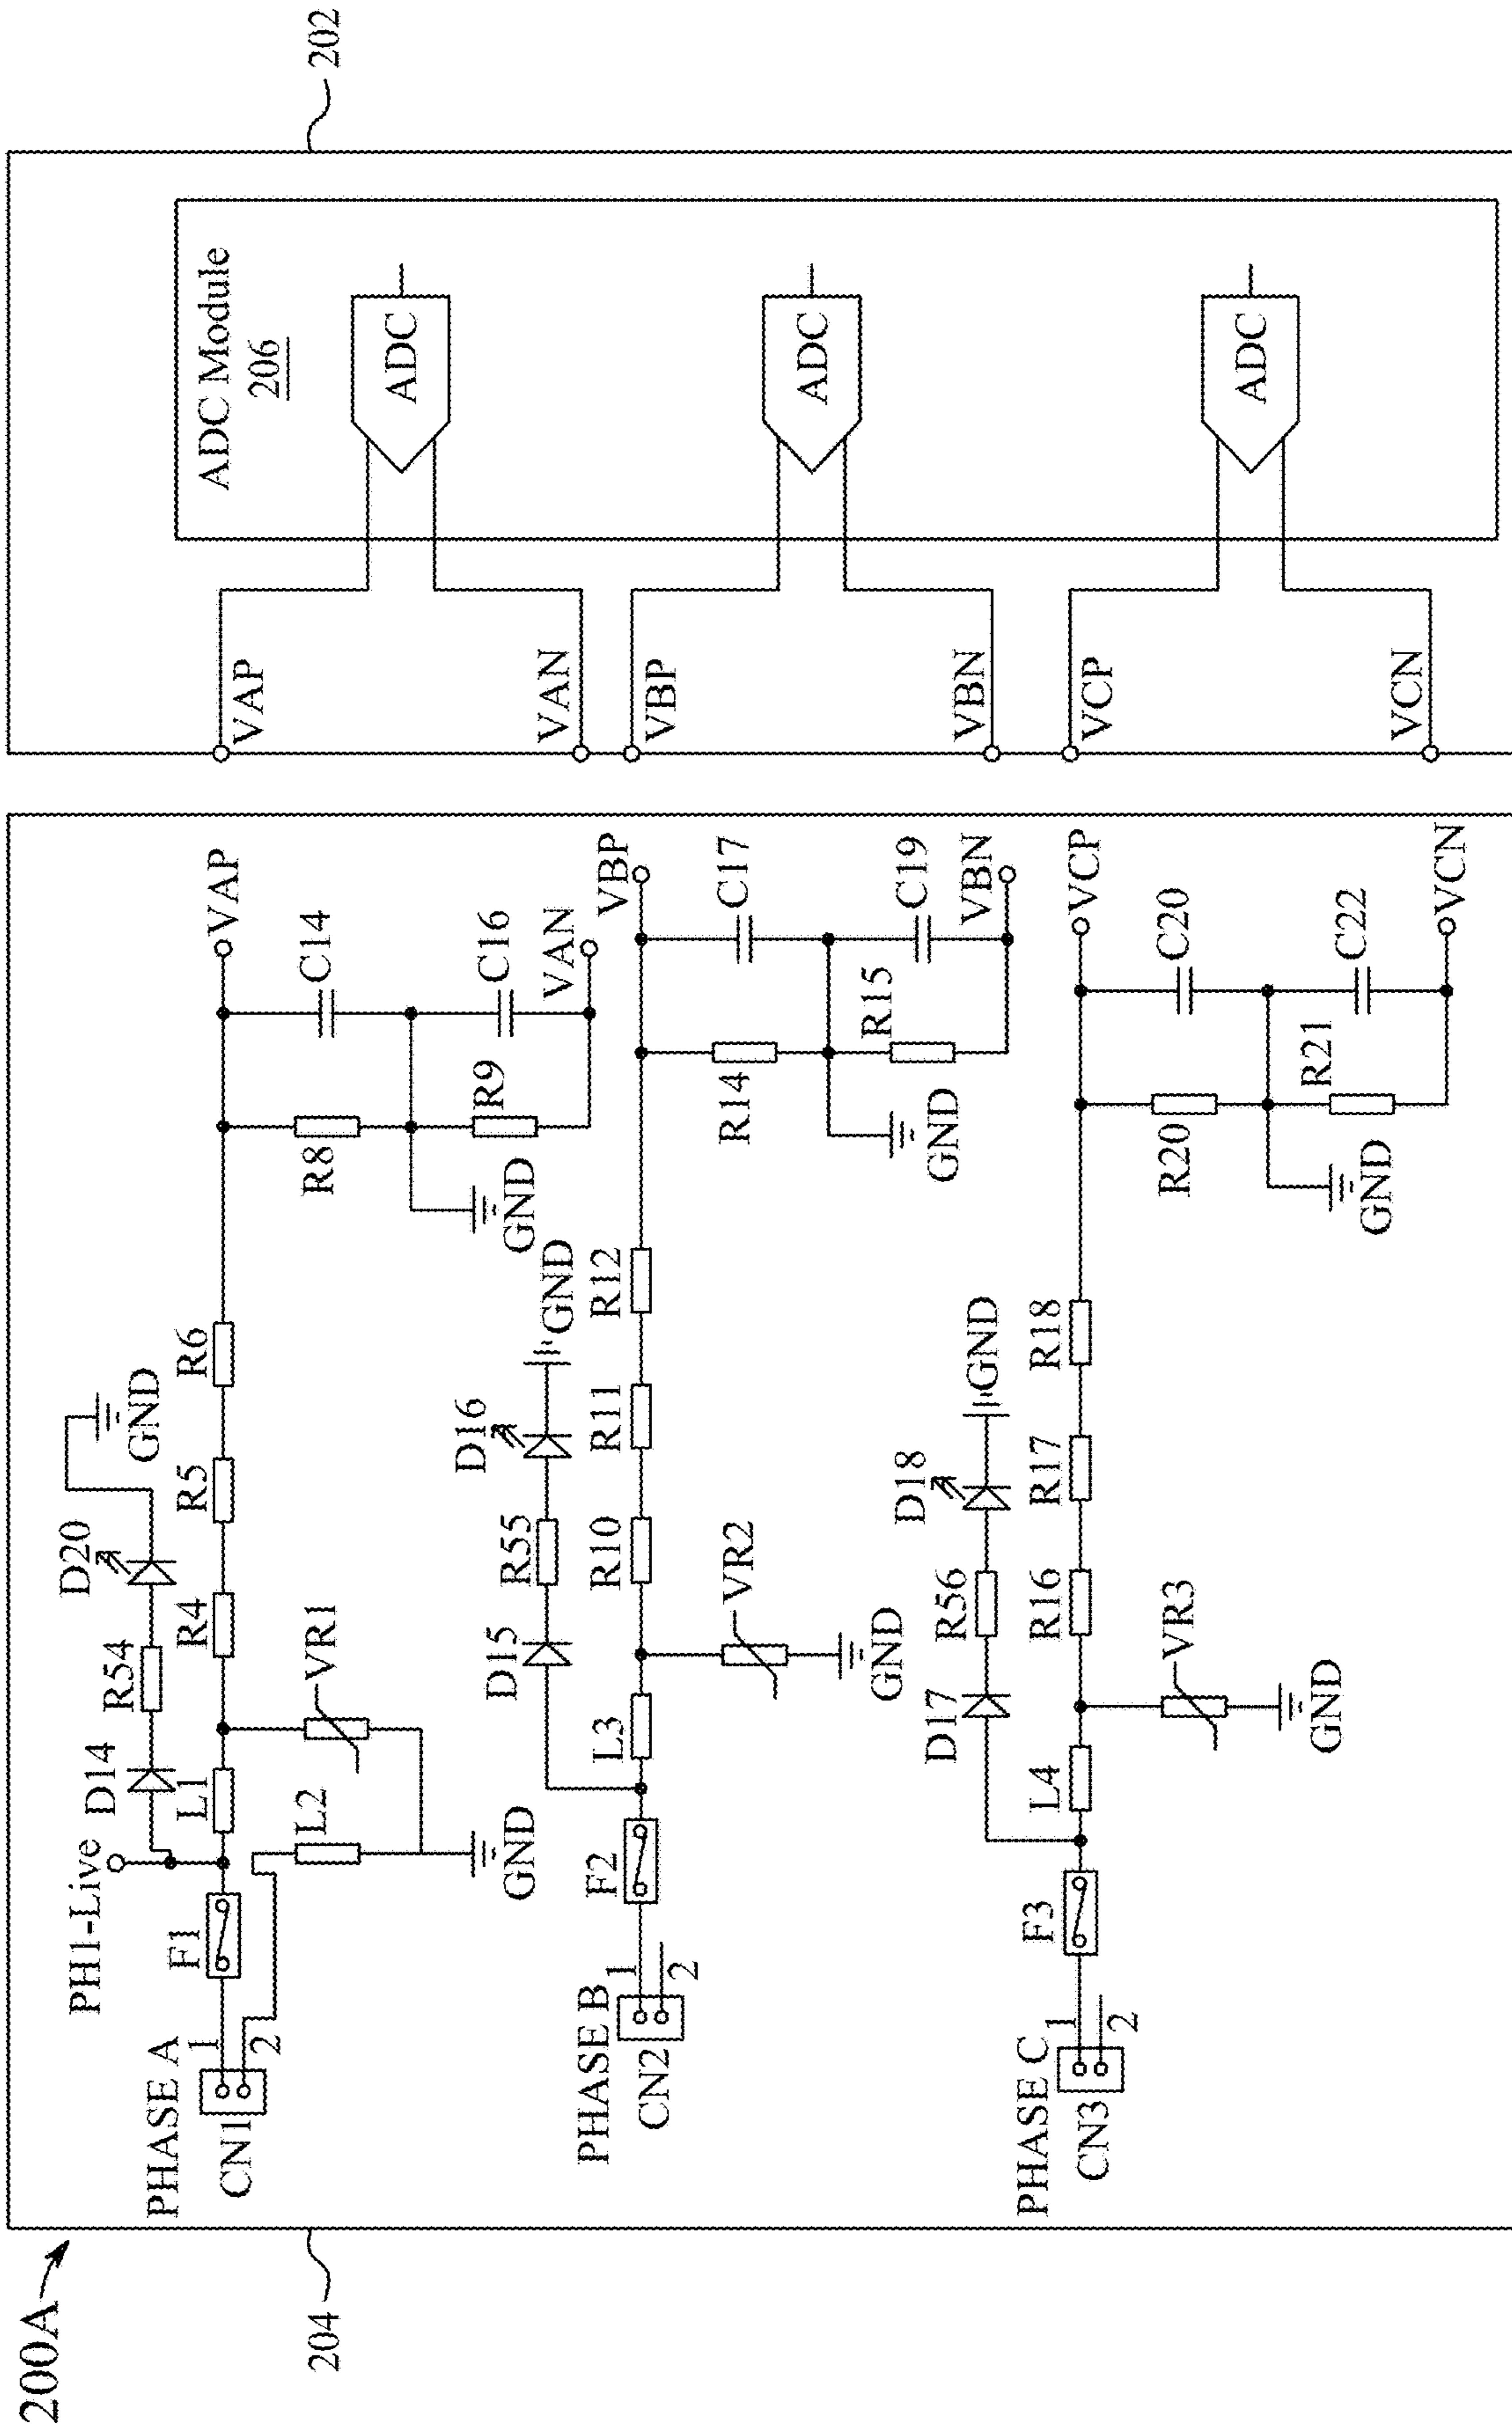 200A
204
202
PHASE A
CN1
1
2
F1
PH1-Live
D14
R54
D20
GND
L1
R4
R5
R6
VR1
L2
GND
R8
R9
GND
C14
C16
VAP
VAN
PHASE B
CN2
1
2
F2
D15
R55
D16
GND
L3
R10
R11
R12
VR2
GND
R14
R15
GND
C17
C19
VBP
VBN
PHASE C
CN3
1
2
F3
D17
R56
D18
GND
L4
R16
R17
R18
VR3
GND
R20
R21
GND
C20
C22
VCP
VCN
VAP
VAN
VBP
VBN
VCP
VCN
ADC Module
206
ADC
ADC
ADC